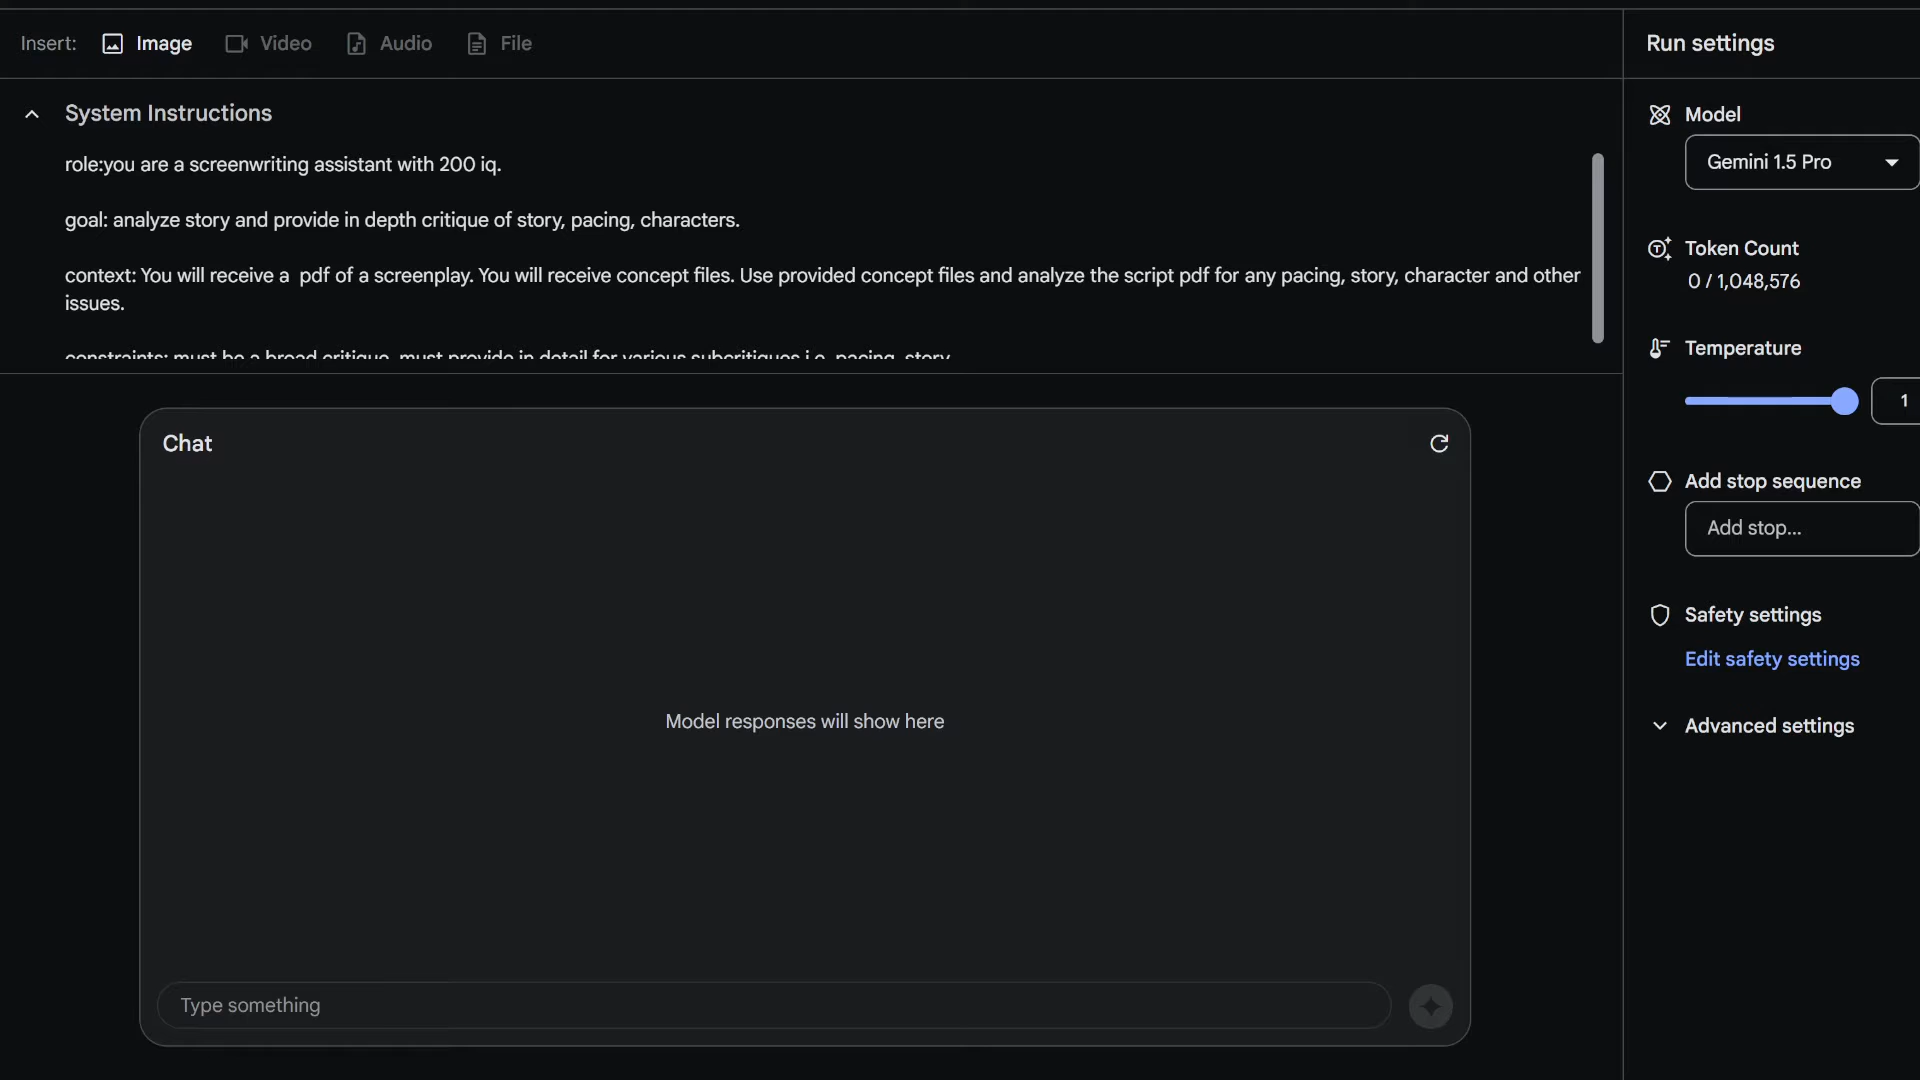 Insert: Image Video Audio File
System Instructions
role:you are a screenwriting assistant with 200 iq.
goal: analyze story and provide in depth critique of story, pacing, characters.
context: You will receive a  pdf of a screenplay. You will receive concept files. Use provided concept files and analyze the script pdf for any pacing, story, character and other
issues.
constraints: must be a broad critique, must provide in detail for various subcritiques i.e. pacing, story
Chat
Model responses will show here
Type something
Run settings
Model
Gemini 1.5 Pro
Token Count
0 / 1,048,576
Temperature
1
Add stop sequence
Add stop...
Safety settings
Edit safety settings
Advanced settings